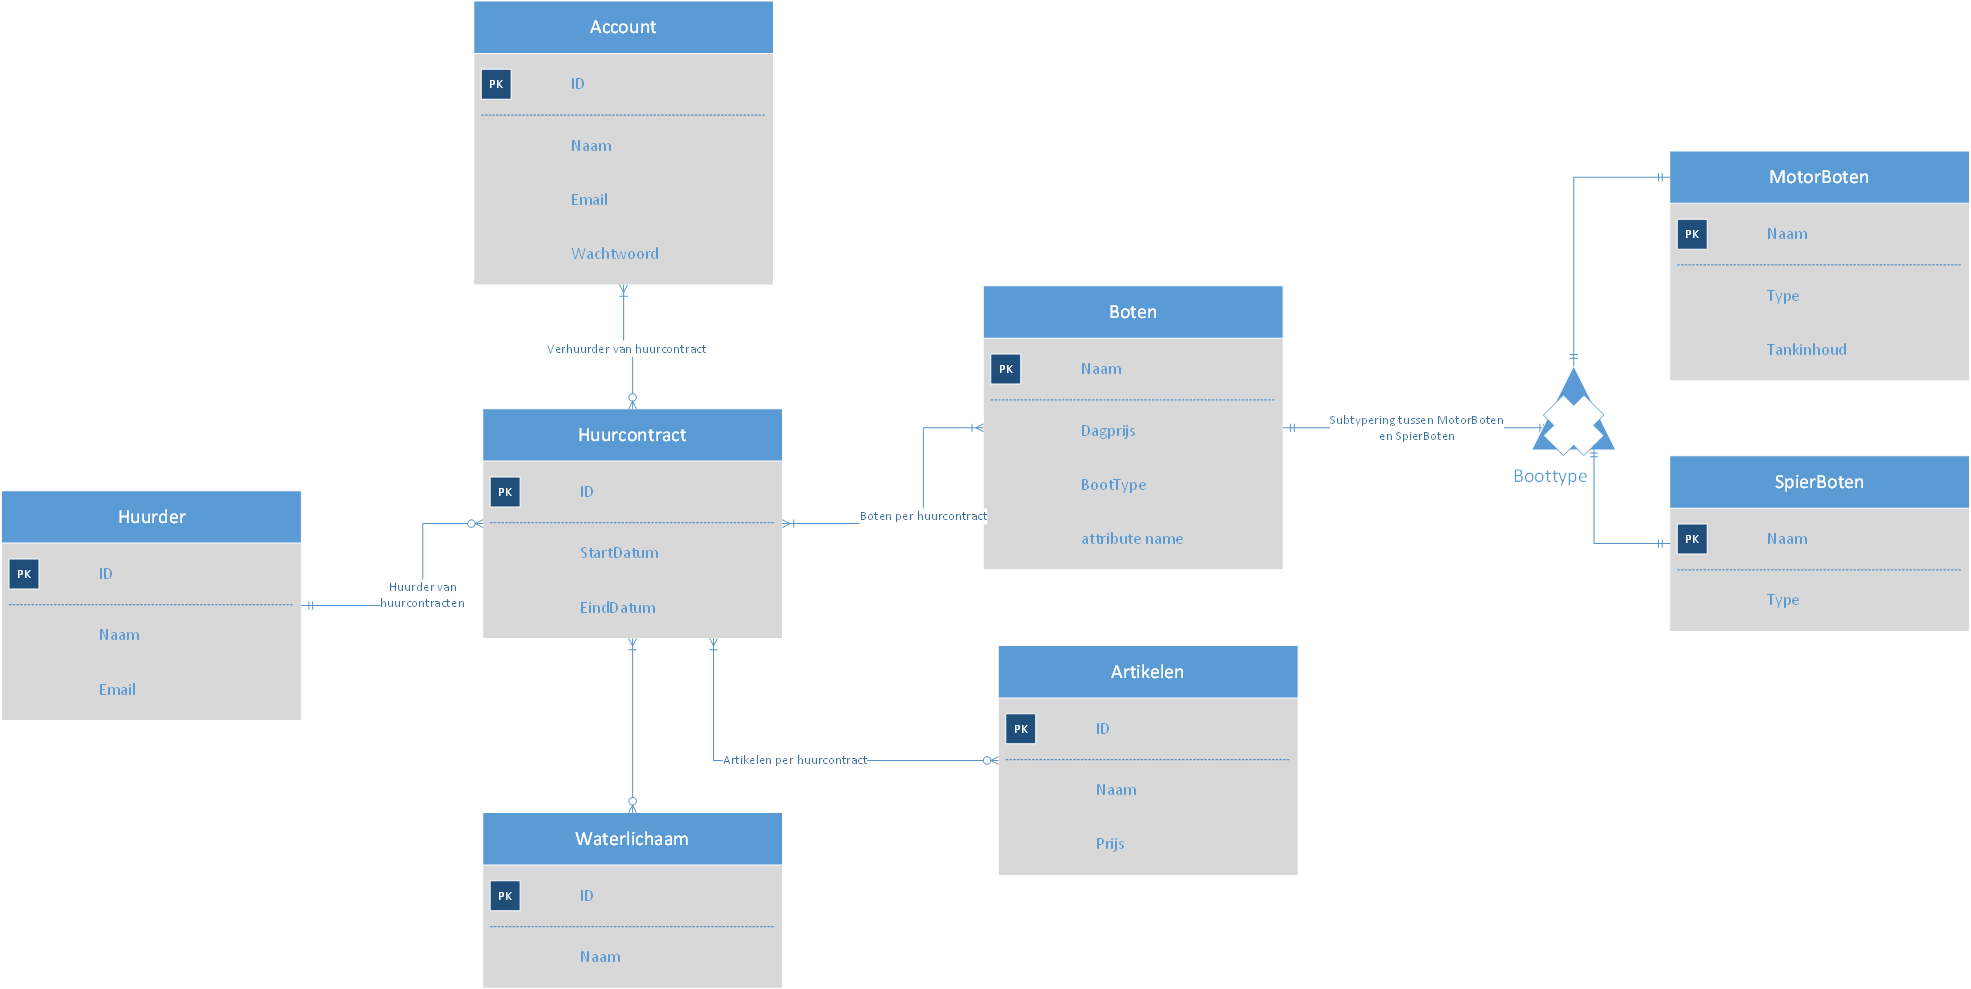 Account
PK
ID
Naam
Email
Wachtwoord
Verhuurder van huurcontract
Huurcontract
PK
ID
StartDatum
EindDatum
Huurder
PK
ID
Naam
Email
Huurder van
huurcontracten
Boten
PK
Naam
Dagprijs
BootType
attribute name
Boten per huurcontract
Subtypering tussen MotorBoten
en SpierBoten
Boottype
MotorBoten
PK
Naam
Type
Tankinhoud
SpierBoten
PK
Naam
Type
Artikelen
PK
ID
Naam
Prijs
Artikelen per huurcontract
Waterlichaam
PK
ID
Naam